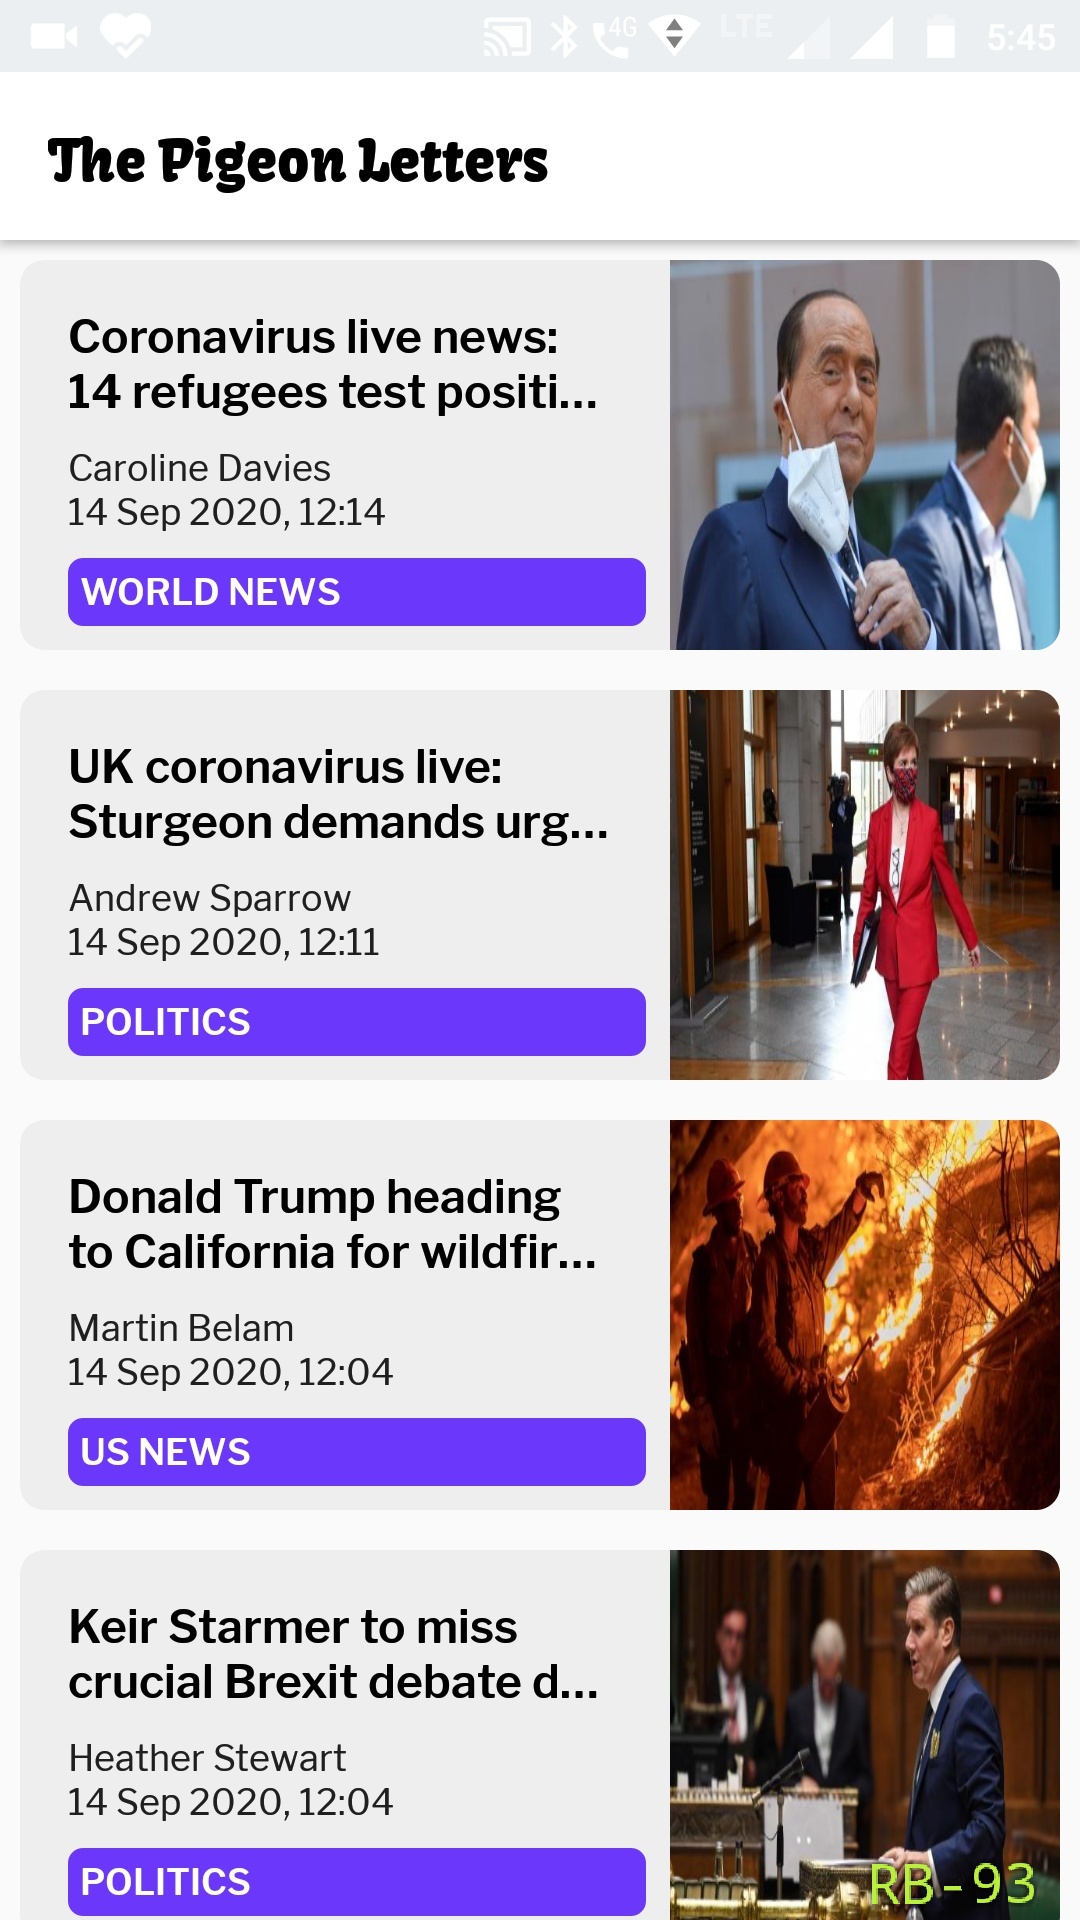 4G
LTE
5:45
The Pigeon Letters
Coronavirus live news:
14 refugees test positi...
Caroline Davies
14 Sep 2020, 12:14
WORLD NEWS
UK coronavirus live:
Sturgeon demands urg...
Andrew Sparrow
14 Sep 2020, 12:11
POLITICS
Donald Trump heading
to California for wildfir...
Martin Belam
14 Sep 2020, 12:04
US NEWS
Keir Starmer to miss
crucial Brexit debate d...
Heather Stewart
14 Sep 2020, 12:04
POLITICS
RB-93